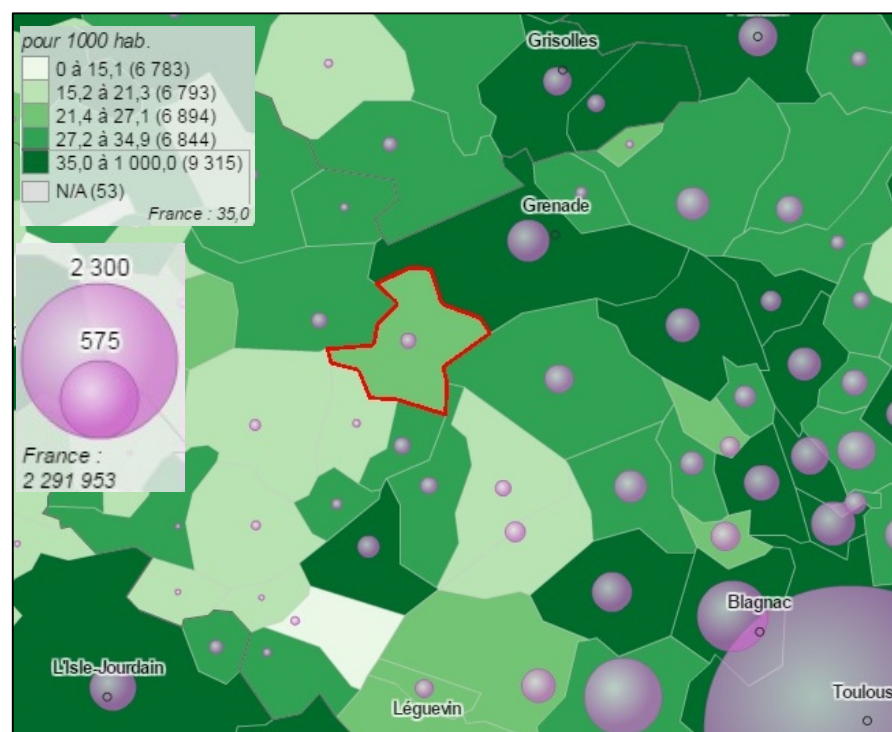 pour 1000 hab.
0 à 15,1 (6 783)
15,2 à 21,3 (6 793)
21,4 à 27,1 (6 894)
27,2 à 34,9 (6 844)
35,0 à 1 000,0 (9 315)
N/A (53)
France : 35,0
2 300
575
France :
2 291 953
Grisolles
Grenade
Blagnac
L'Isle-Jourdain
Léguevin
Toulous